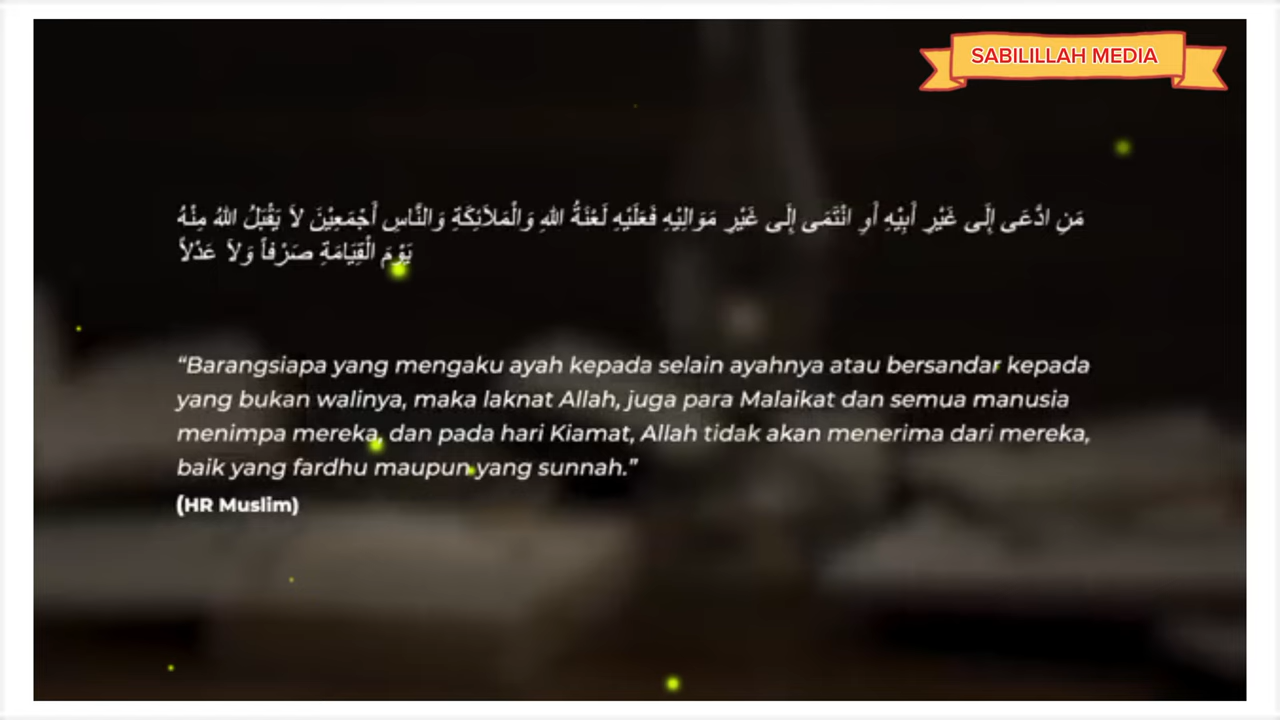 SABILILLAH MEDIA
مَنِ ادَّعَى إِلَى غَيْرِ أَبِيْهِ أَوِ انْتَمَى إِلَى غَيْرِ مَوَالِيْهِ فَعَلَيْهِ لَعْنَةُ اللهِ وَالْمَلاَئِكَةِ وَالنَّاسِ أَجْمَعِيْنَ لاَ يَقْبَلُ اللهُ مِنْهُ
يَوْمَ الْقِيَامَةِ صَرْفاً وَلاَ عَدْلاً
“Barangsiapa yang mengaku ayah kepada selain ayahnya atau bersandar kepada
yang bukan walinya, maka laknat Allah, juga para Malaikat dan semua manusia
menimpa mereka, dan pada hari Kiamat, Allah tidak akan menerima dari mereka,
baik yang fardhu maupun yang sunnah.”
(HR Muslim)